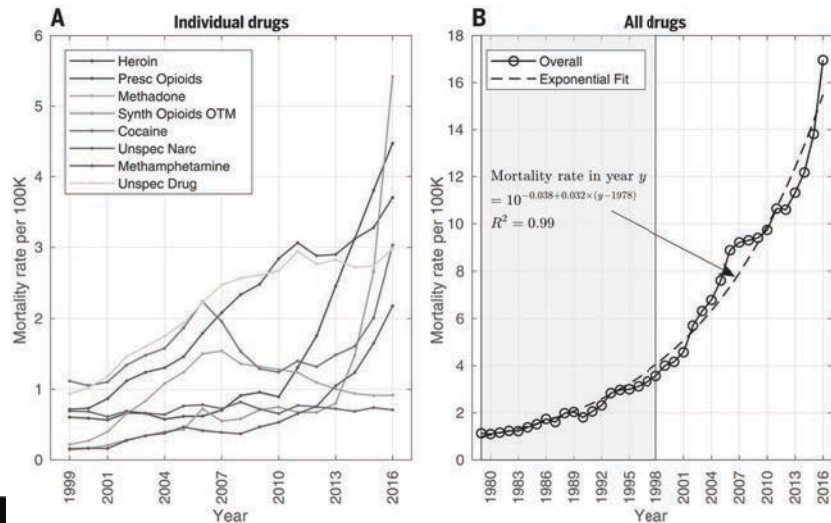 A Individual drugs
6
5
4
3
2
1
0
Mortality rate per 100K
Heroin
Presc Opioids
Methadone
Synth Opioids OTM
Cocaine
Unspec Narc
Methamphetamine
Unspec Drug
1999
2001
2004
2007
2010
2013
2016
Year
B All drugs
18
16
14
12
10
8
6
4
2
0
Mortality rate per 100K
Overall
Exponential Fit
Mortality rate in year y
= 10^{−0.038+0.032×(y−1978)}
R² = 0.99
1980
1983
1986
1989
1992
1995
1998
2001
2004
2007
2010
2013
2016
Year